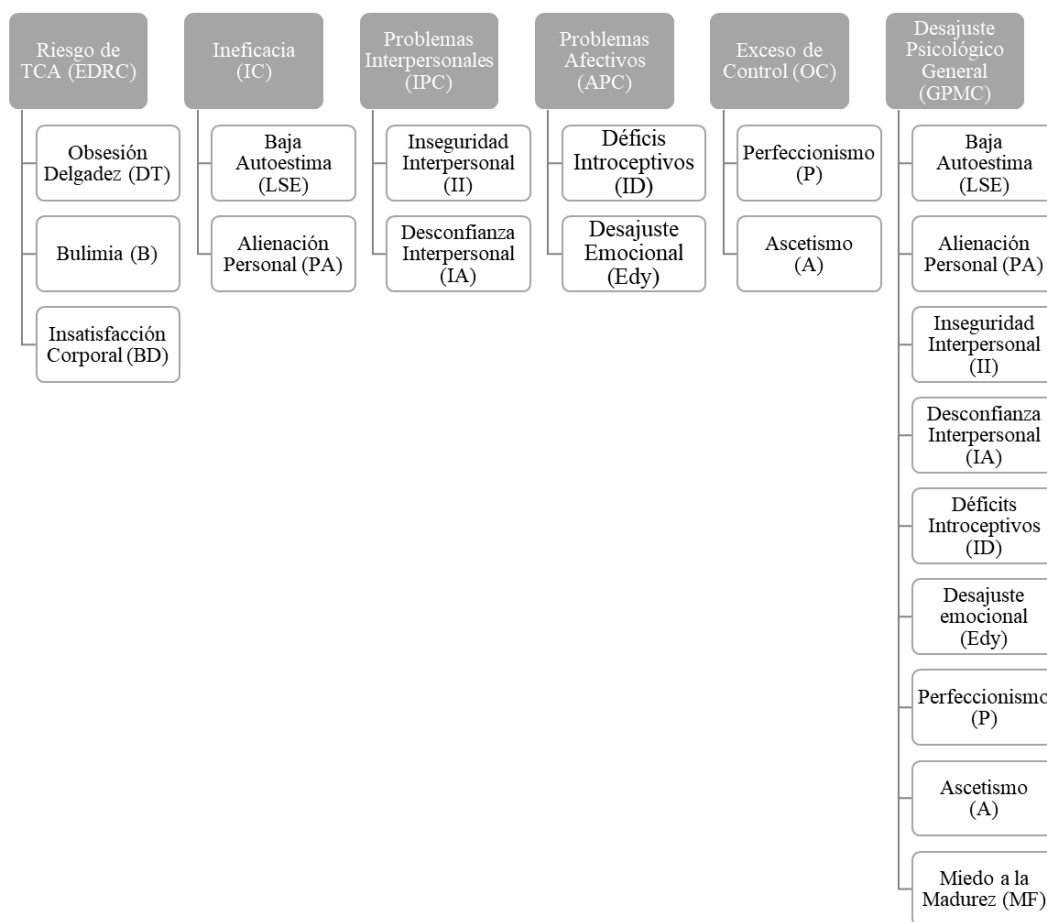 Riesgo de
TCA (EDRC)
Obsesión
Delgadez (DT)
Bulimia (B)
Insatisfacción
Corporal (BD)
Ineficacia
(IC)
Baja
Autoestima
(LSE)
Alienación
Personal (PA)
Problemas
Interpersonales
(IPC)
Inseguridad
Interpersonal
(II)
Desconfianza
Interpersonal
(IA)
Problemas
Afectivos
(APC)
Déficis
Introceptivos
(ID)
Desajuste
Emocional
(Edy)
Exceso de
Control (OC)
Perfeccionismo
(P)
Ascetismo
(A)
Desajuste
Psicológico
General
(GPMC)
Baja
Autoestima
(LSE)
Alienación
Personal (PA)
Inseguridad
Interpersonal
(II)
Desconfianza
Interpersonal
(IA)
Déficits
Introceptivos
(ID)
Desajuste
emocional
(Edy)
Perfeccionismo
(P)
Ascetismo
(A)
Miedo a la
Madurez (MF)